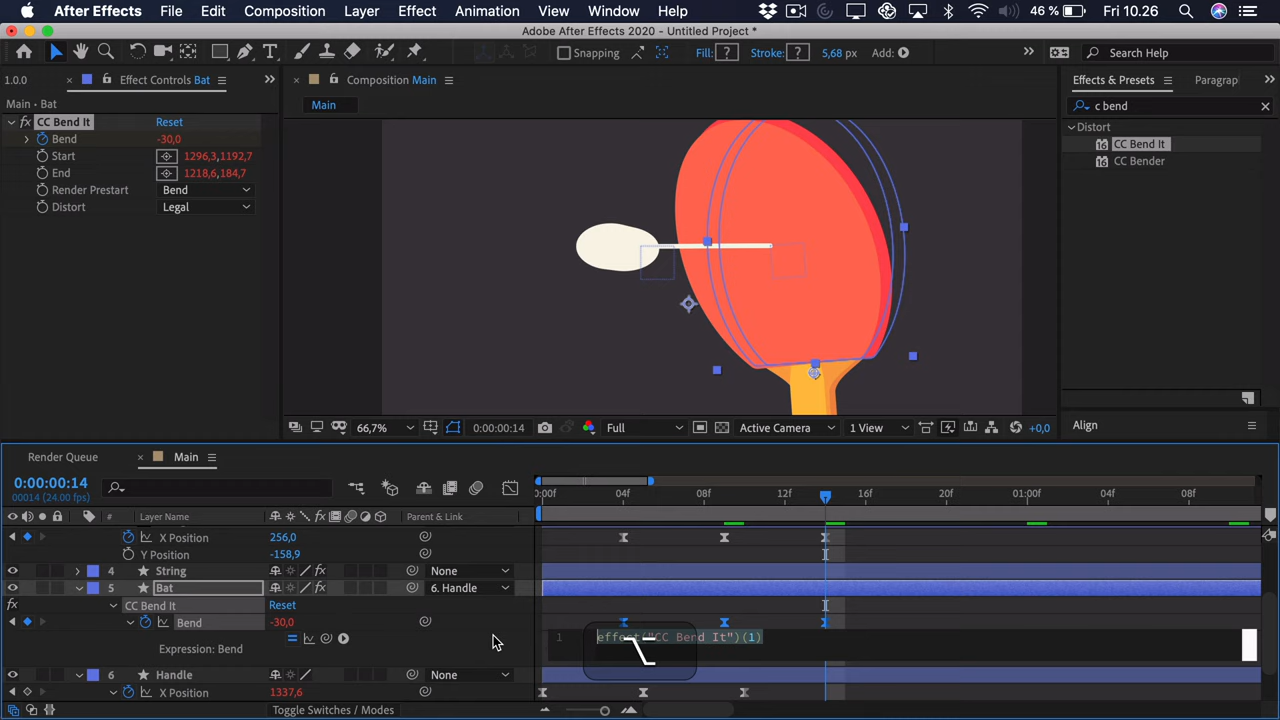 After Effects File Edit Composition Layer Effect Animation View Window Help 46 % Fri 10.26
Adobe After Effects 2020 - Untitled Project *
Snapping Fill: ? Stroke: ? 5,68 px Add: Search Help
1.0.0 Effect Controls Bat Composition Main Effects & Presets Paragrap
Main • Bat Main c bend
fx CC Bend It Reset Distort
Bend -30,0 CC Bend It
Start 1296,3,1192,7 CC Bender
End 1218,6,184,7
Render Prestart Bend
Distort Legal
66,7% 0:00:00:14 Full Active Camera 1 View +0,0 Align
Render Queue Main
0:00:00:14
00014 (24.00 fps) :00f 04f 08f 12f 16f 20f 01:00f 04f 08f
# Layer Name Parent & Link
X Position 256,0
Y Position -158,9
4 String None
5 Bat 6. Handle
CC Bend It Reset
Bend -30,0
1 effect("CC Bend It")(1)
Expression: Bend
6 Handle None
X Position 1337,6
Toggle Switches / Modes